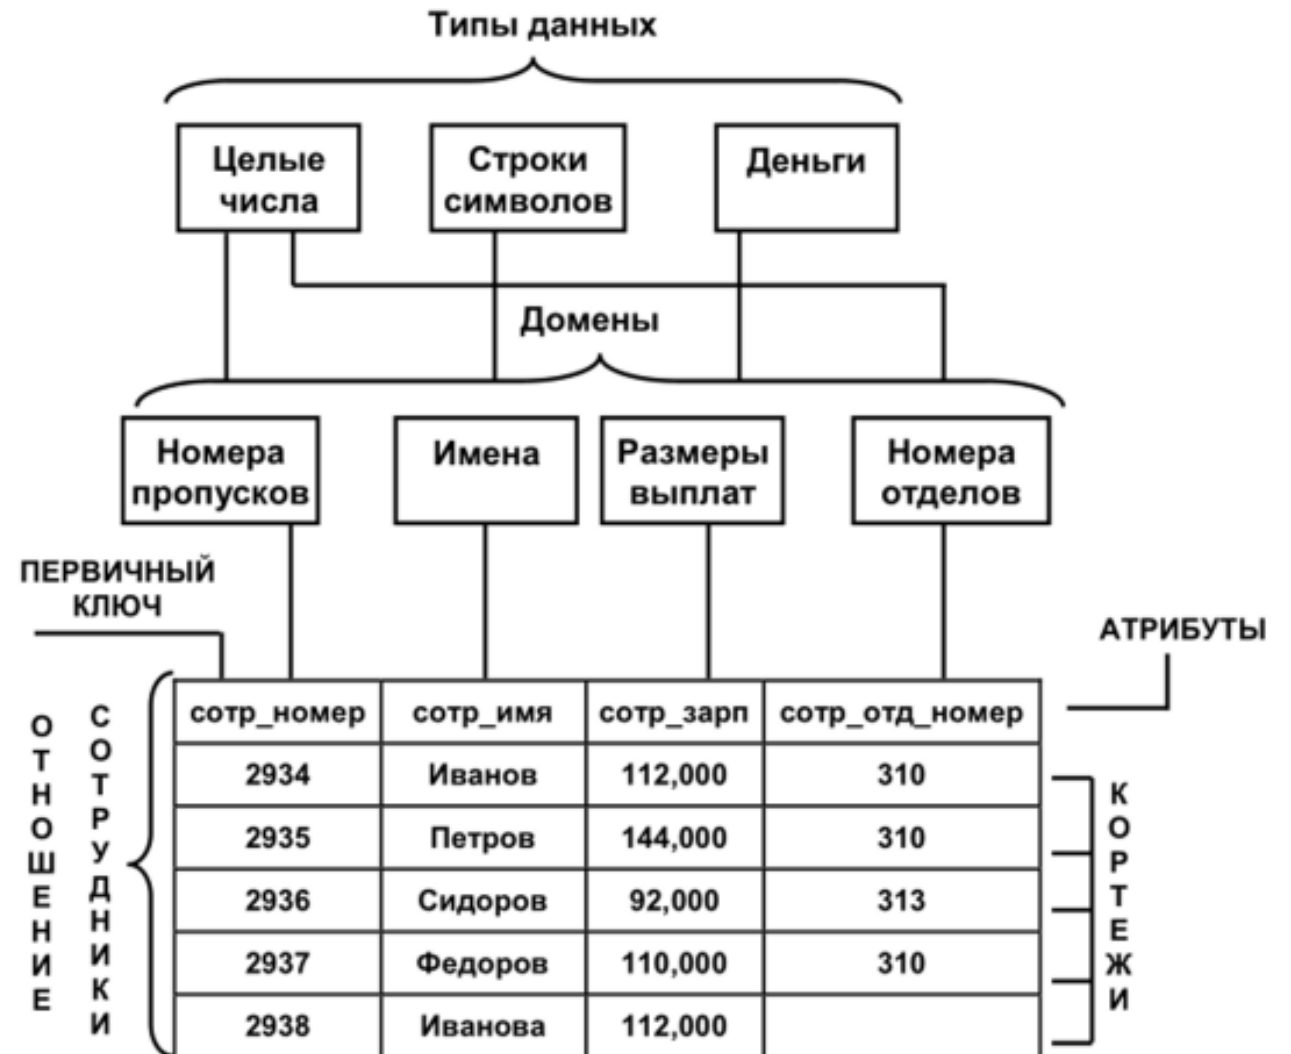 Типы данных
Целые
числа
Строки
символов
Деньги
Домены
Номера
пропусков
Имена
Размеры
выплат
Номера
отделов
ПЕРВИЧНЫЙ
КЛЮЧ
АТРИБУТЫ
ОТНОШЕНИЕ
СОТРУДНИКИ
сотр_номер сотр_имя сотр_зарп сотр_отд_номер
2934 Иванов 112,000 310
2935 Петров 144,000 310
2936 Сидоров 92,000 313
2937 Федоров 110,000 310
2938 Иванова 112,000
КОРТЕЖИ